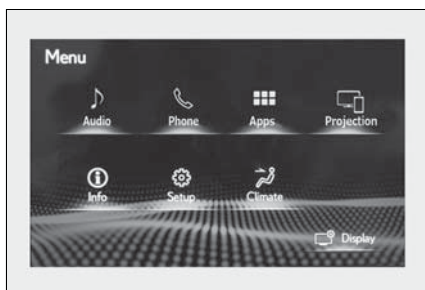 Menu
Audio Phone Apps Projection
Info Setup Climate
Display